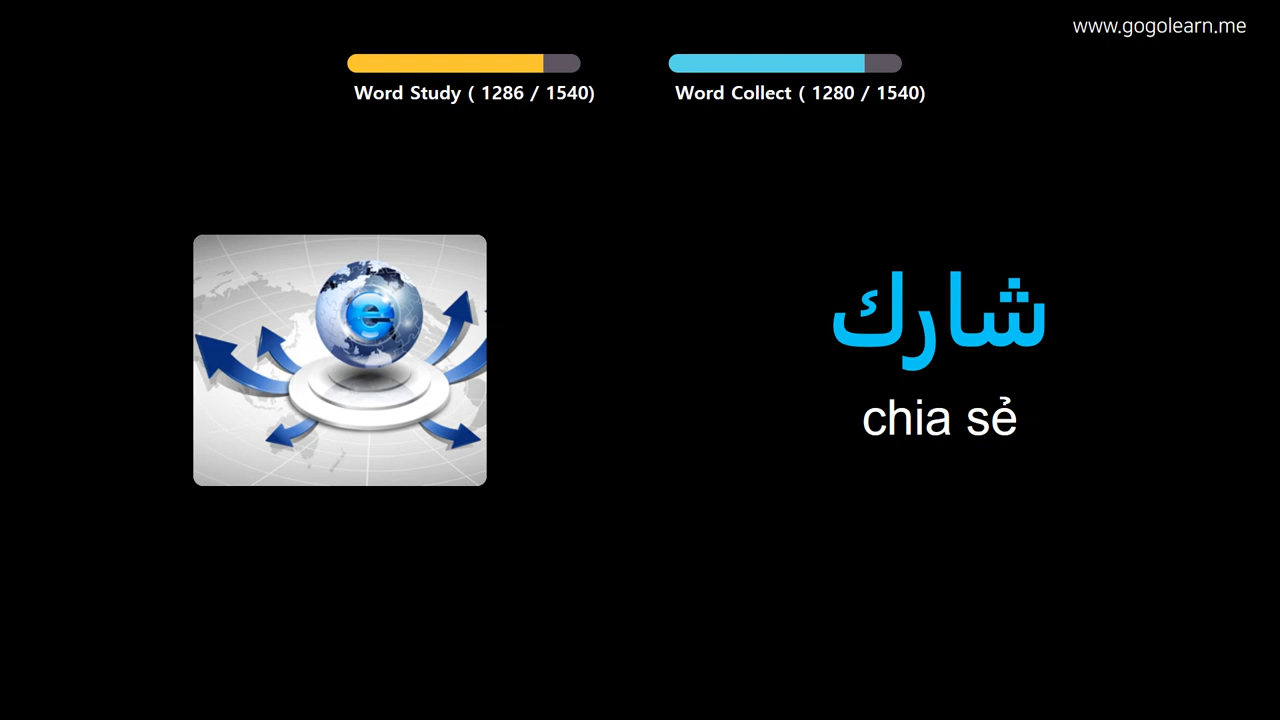 www.gogolearn.me
Word Study ( 1286 / 1540)
Word Collect ( 1280 / 1540)
e
شارك
chia sẻ